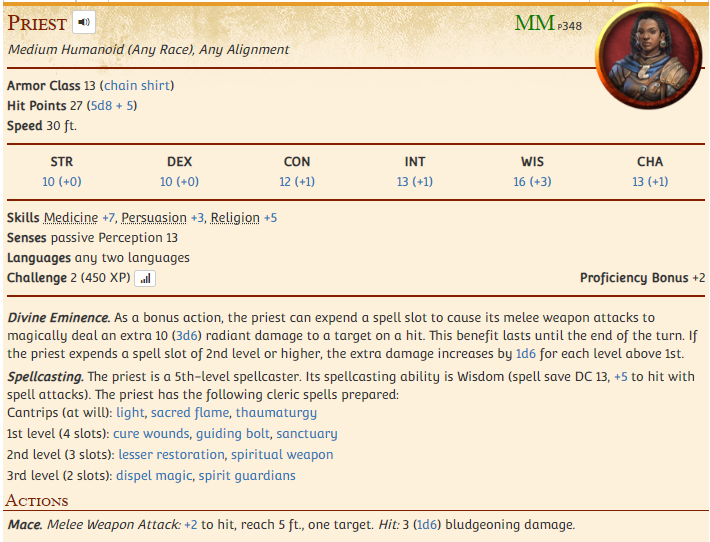 PRIEST
MM P348
Medium Humanoid (Any Race), Any Alignment
Armor Class 13 (chain shirt)
Hit Points 27 (5d8 + 5)
Speed 30 ft.
STR DEX CON INT WIS CHA
10 (+0) 10 (+0) 12 (+1) 13 (+1) 16 (+3) 13 (+1)
Skills Medicine +7, Persuasion +3, Religion +5
Senses passive Perception 13
Languages any two languages
Challenge 2 (450 XP) Proficiency Bonus +2
Divine Eminence. As a bonus action, the priest can expend a spell slot to cause its melee weapon attacks to
magically deal an extra 10 (3d6) radiant damage to a target on a hit. This benefit lasts until the end of the turn. If
the priest expends a spell slot of 2nd level or higher, the extra damage increases by 1d6 for each level above 1st.
Spellcasting. The priest is a 5th-level spellcaster. Its spellcasting ability is Wisdom (spell save DC 13, +5 to hit with
spell attacks). The priest has the following cleric spells prepared:
Cantrips (at will): light, sacred flame, thaumaturgy
1st level (4 slots): cure wounds, guiding bolt, sanctuary
2nd level (3 slots): lesser restoration, spiritual weapon
3rd level (2 slots): dispel magic, spirit guardians
ACTIONS
Mace. Melee Weapon Attack: +2 to hit, reach 5 ft., one target. Hit: 3 (1d6) bludgeoning damage.